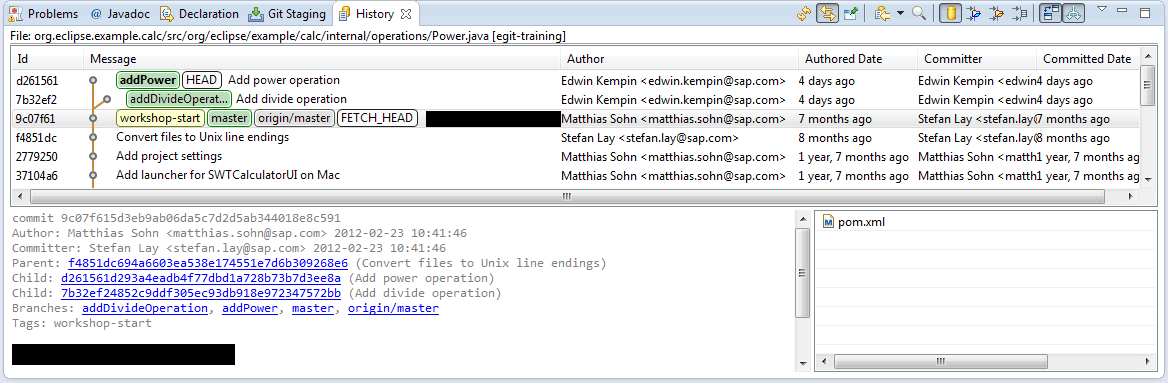 Problems @ Javadoc Declaration Git Staging History
File: org.eclipse.example.calc/src/org/eclipse/example/calc/internal/operations/Power.java [egit-training]
Id Message Author Authored Date Committer Committed Date
d261561 addPower HEAD Add power operation Edwin Kempin <edwin.kempin@sap.com> 4 days ago Edwin Kempin <edwin 4 days ago
7b32ef2 addDivideOperat... Add divide operation Edwin Kempin <edwin.kempin@sap.com> 4 days ago Edwin Kempin <edwin 4 days ago
9c07f61 workshop-start master origin/master FETCH_HEAD Matthias Sohn <matthias.sohn@sap.com> 7 months ago Stefan Lay <stefan.lay@ 7 months ago
f4851dc Convert files to Unix line endings Stefan Lay <stefan.lay@sap.com> 8 months ago Stefan Lay <stefan.lay@ 8 months ago
2779250 Add project settings Matthias Sohn <matthias.sohn@sap.com> 1 year, 7 months ago Matthias Sohn <matth 1 year, 7 months ago
37104a6 Add launcher for SWTCalculatorUI on Mac Matthias Sohn <matthias.sohn@sap.com> 1 year, 7 months ago Matthias Sohn <matth 1 year, 7 months ago
commit 9c07f615d3eb9ab06da5c7d2d5ab344018e8c591
Author: Matthias Sohn <matthias.sohn@sap.com> 2012-02-23 10:41:46
Committer: Stefan Lay <stefan.lay@sap.com> 2012-02-23 10:41:46
Parent: f4851dc694a6603ea538e174551e7d6b309268e6 (Convert files to Unix line endings)
Child: d261561d293a4eadb4f77dbd1a728b73b7d3ee8a (Add power operation)
Child: 7b32ef24852c9ddf305ec93db918e972347572bb (Add divide operation)
Branches: addDivideOperation, addPower, master, origin/master
Tags: workshop-start
pom.xml